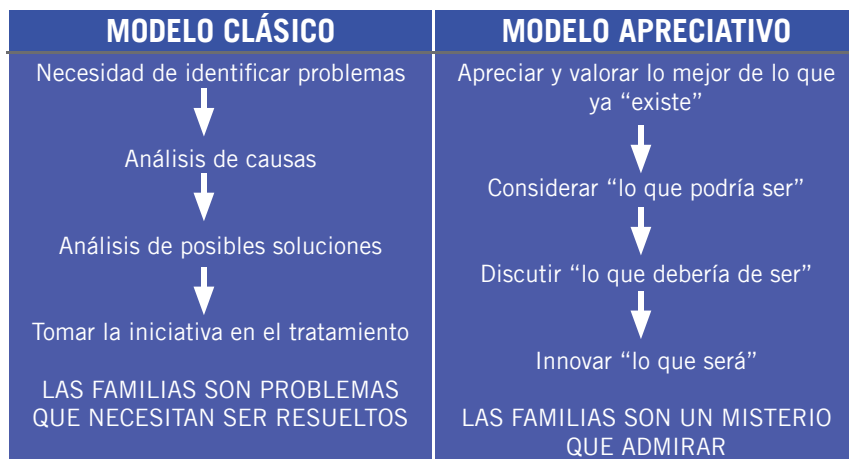 MODELO CLÁSICO
Necesidad de identificar problemas
Análisis de causas
Análisis de posibles soluciones
Tomar la iniciativa en el tratamiento
LAS FAMILIAS SON PROBLEMAS
QUE NECESITAN SER RESUELTOS
MODELO APRECIATIVO
Apreciar y valorar lo mejor de lo que
ya “existe”
Considerar “lo que podría ser”
Discutir “lo que debería de ser”
Innovar “lo que será”
LAS FAMILIAS SON UN MISTERIO
QUE ADMIRAR